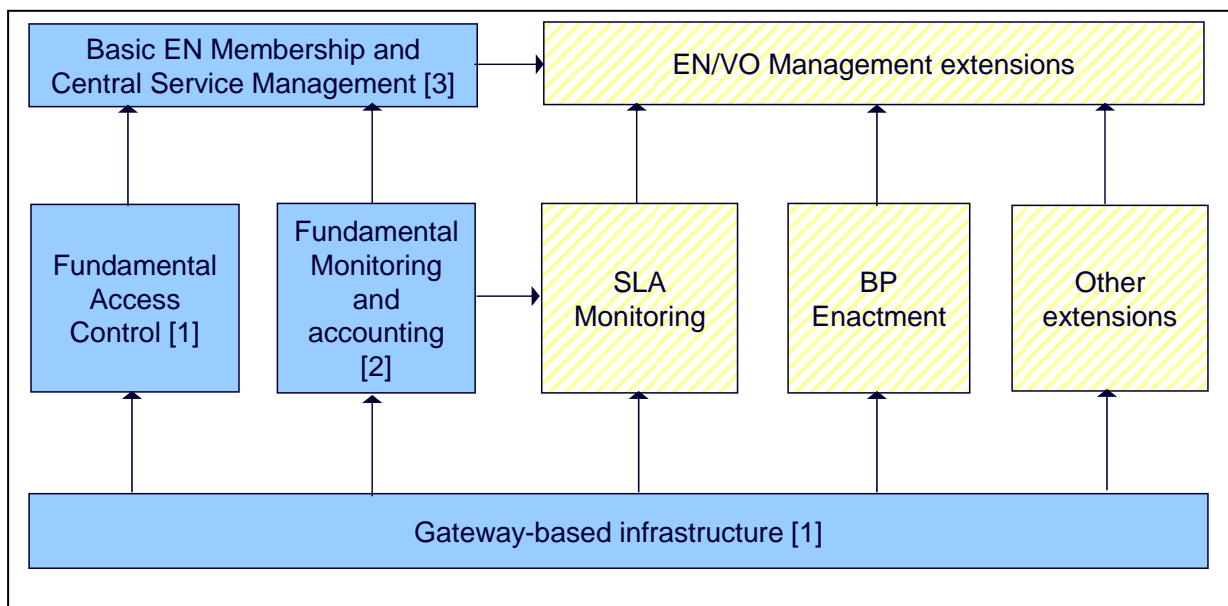 Basic EN Membership and
Central Service Management [3]
EN/VO Management extensions
Fundamental
Access
Control [1]
Fundamental
Monitoring
and
accounting
[2]
SLA
Monitoring
BP
Enactment
Other
extensions
Gateway-based infrastructure [1]